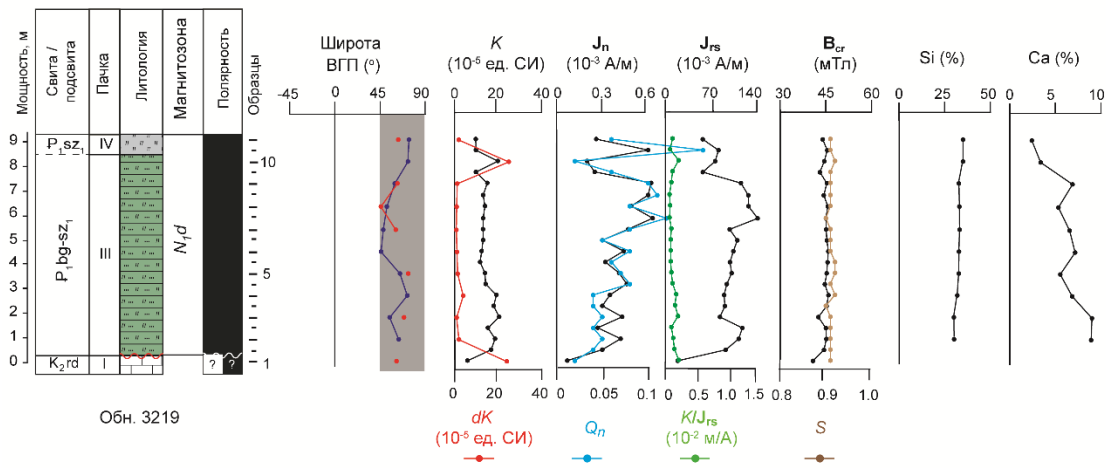 Мощность, м
Свита / подсвита
Пачка
Литология
Магнитозона
Полярность
Образцы
Широта
ВГП (º)
-45 0 45 90
K
(10⁻⁵ ед. СИ)
0 20 40
Jₙ
(10⁻³ А/м)
0 0.3 0.6
Jᵣₛ
(10⁻³ А/м)
0 70 140
B_cr
(мТл)
30 45 60
Si (%)
0 25 50
Ca (%)
0 5 10
9
8
7
6
5
4
3
2
1
0
P₁sz₁
P₁bg-sz₁
K₂rd
IV
III
I
N₁d
? ?
10
5
1
Обн. 3219
0 20 40
dK
(10⁻⁵ ед. СИ)
0 0.05 0.1
Qₙ
0 0.5 1.0 1.5
K/Jᵣₛ
(10⁻² м/А)
0.8 0.9 1.0
S